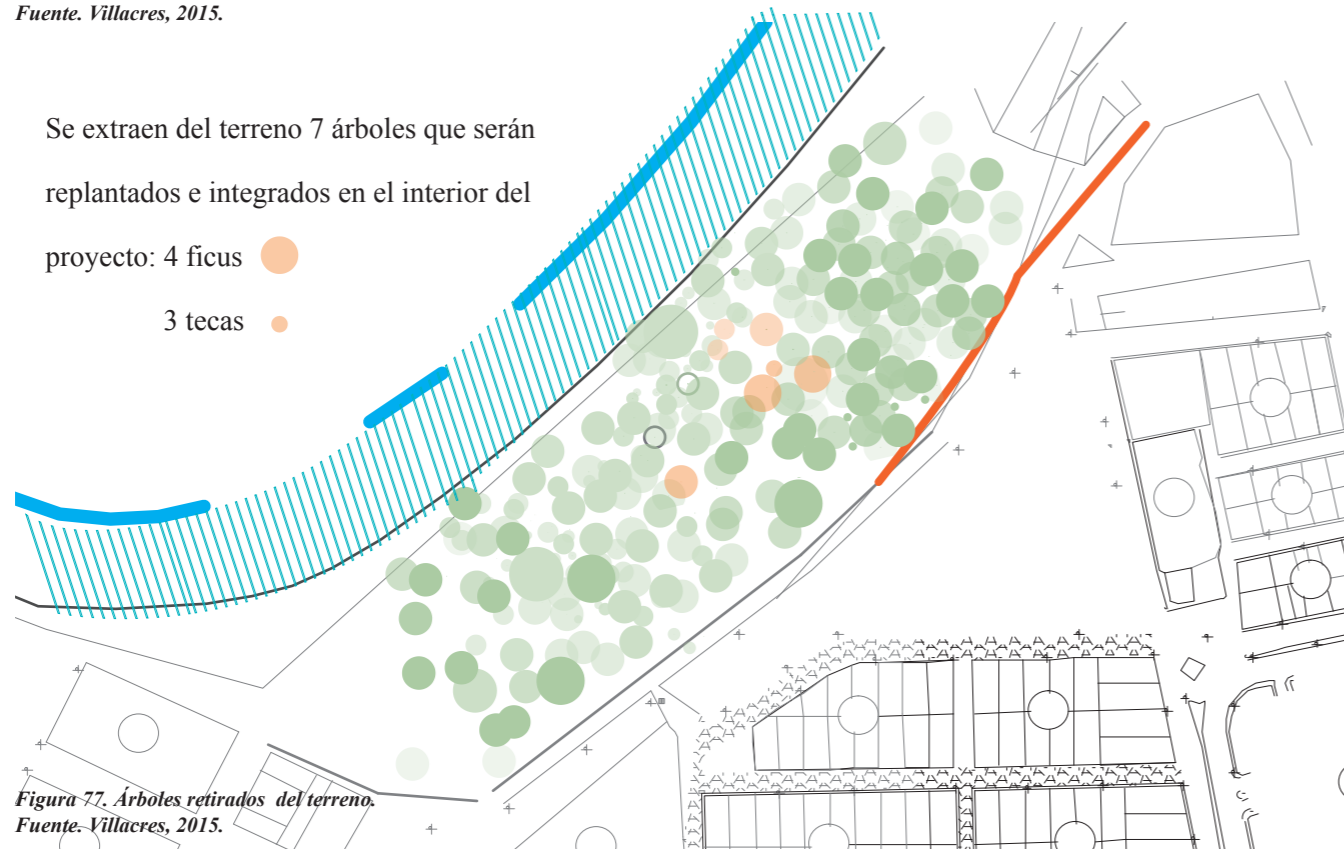 Fuente. Villacres, 2015.
Se extraen del terreno 7 árboles que serán
replantados e integrados en el interior del
proyecto: 4 ficus
3 tecas
Figura 77. Árboles retirados del terreno.
Fuente. Villacres, 2015.